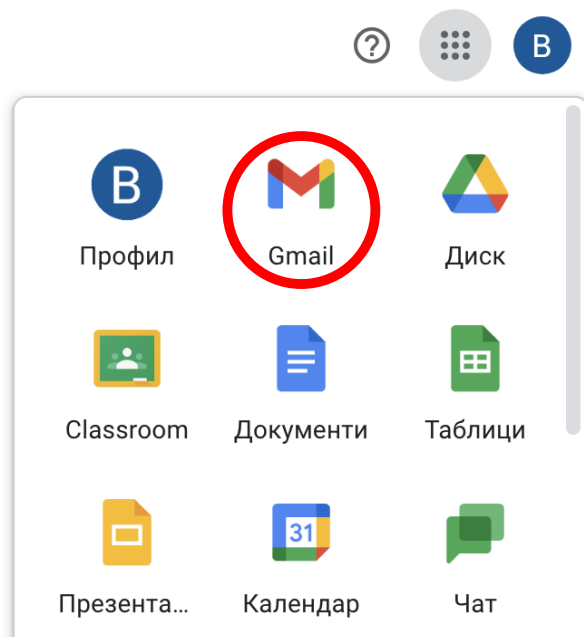 B
B
Профил
Gmail
Диск
Classroom
Документи
Таблици
31
Презента...
Календар
Чат